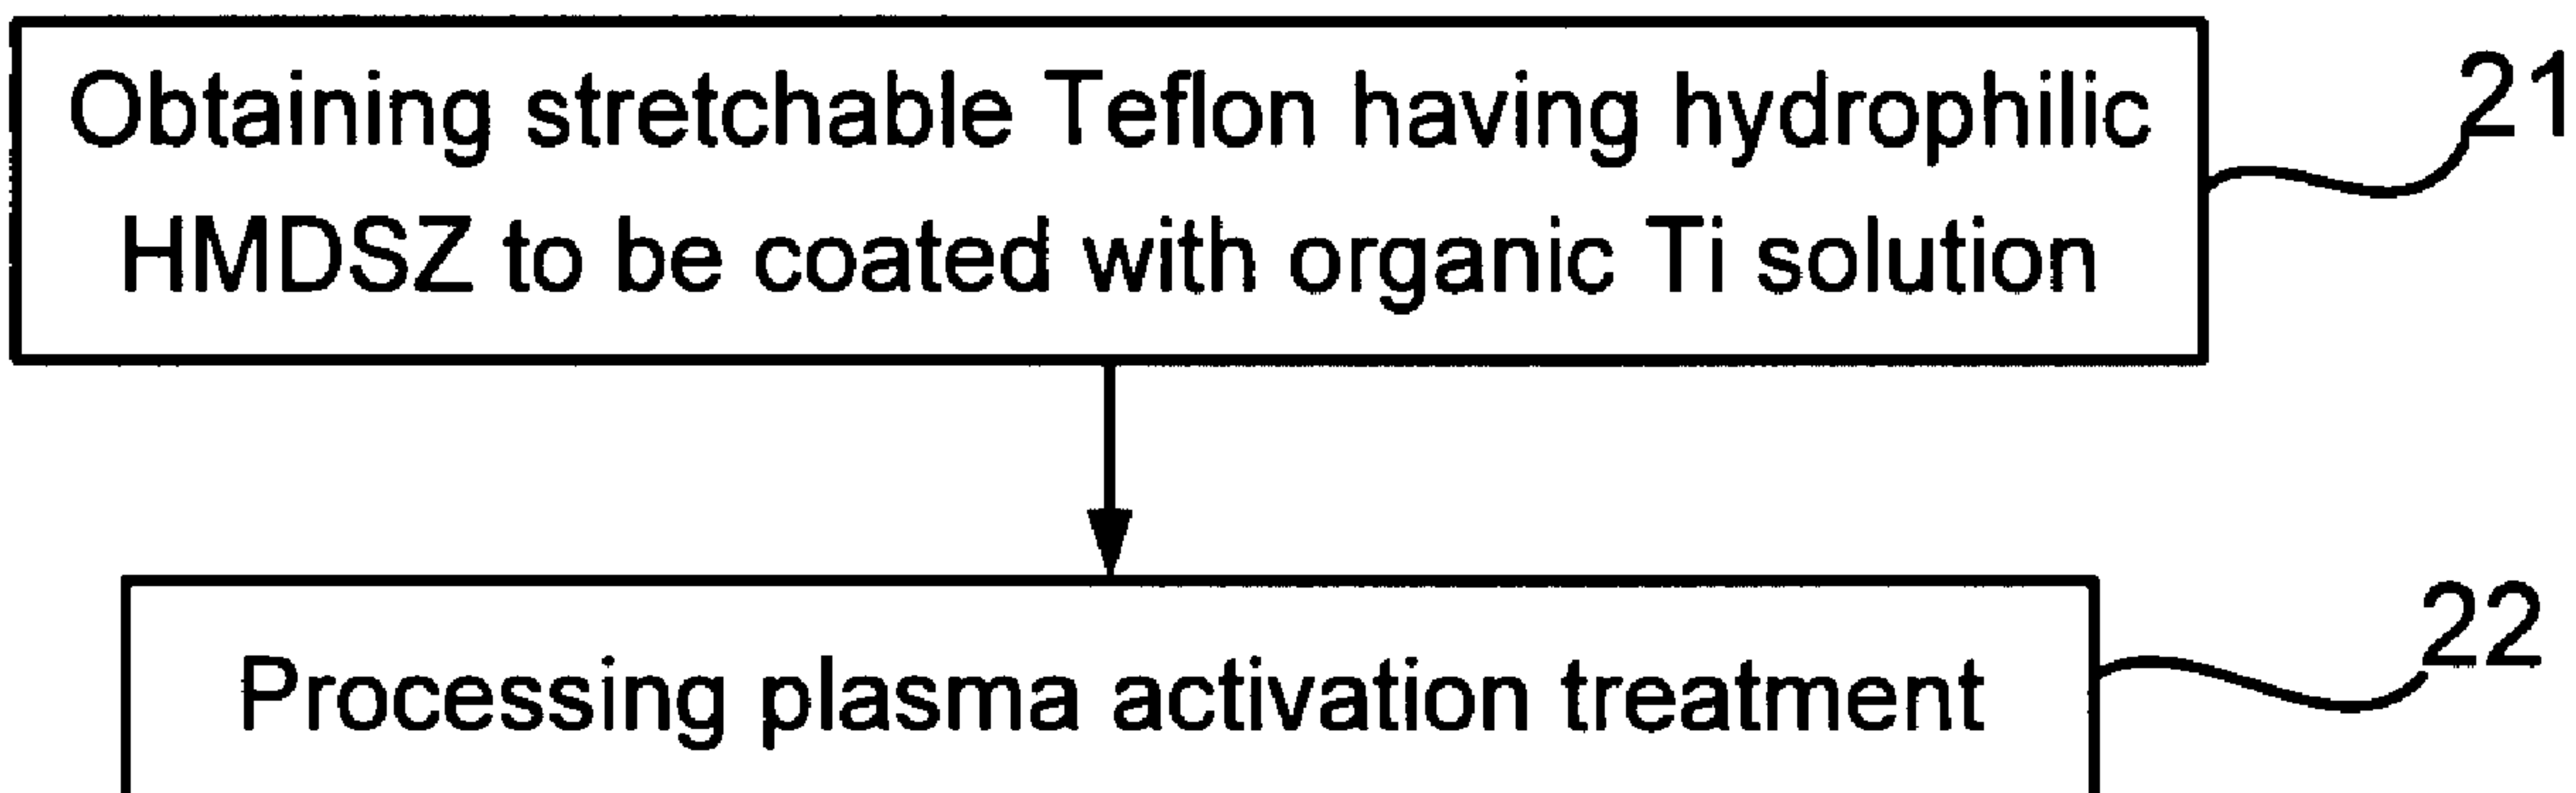 Obtaining stretchable Teflon having hydrophilic
HMDSZ to be coated with organic Ti solution
21
Processing plasma activation treatment
22